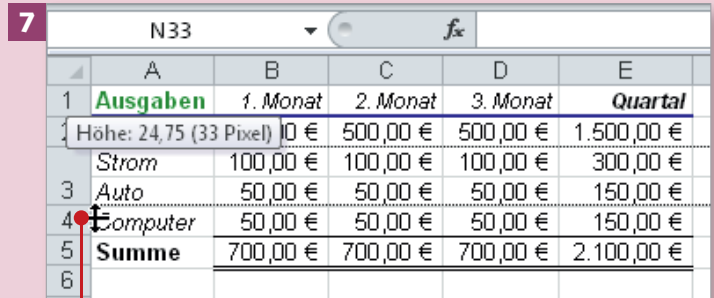 7
N33 fx
A B C D E
1 Ausgaben 1. Monat 2. Monat 3. Monat Quartal
Höhe: 24,75 (33 Pixel) 00 € 500,00 € 500,00 € 1.500,00 €
Strom 100,00 € 100,00 € 100,00 € 300,00 €
3 Auto 50,00 € 50,00 € 50,00 € 150,00 €
4 Computer 50,00 € 50,00 € 50,00 € 150,00 €
5 Summe 700,00 € 700,00 € 700,00 € 2.100,00 €
6